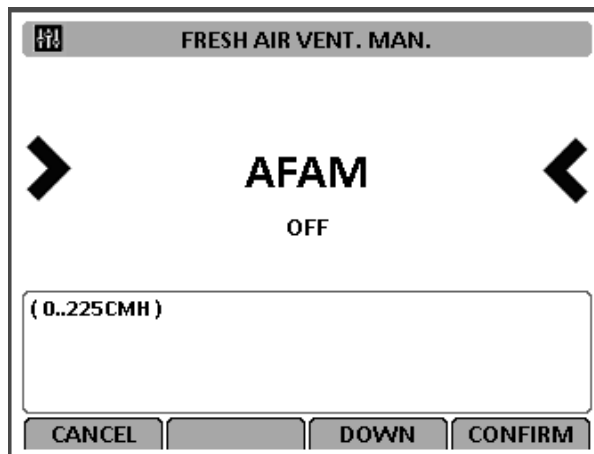 FRESH AIR VENT. MAN.
AFAM
OFF
( 0..225CMH )
CANCEL DOWN CONFIRM